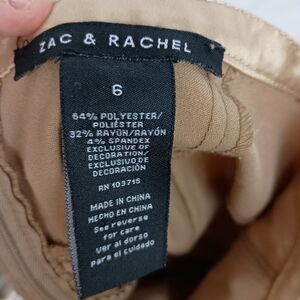 ZAC & RACHEL
6
64% POLYESTER/
POLIÉSTER
32% RAYON/RAYÓN
4% SPANDEX
EXCLUSIVE OF
DECORATION/
EXCLUSIVO DE
DECORACIÓN
RN 103715
MADE IN CHINA
HECHO EN CHINA
See reverse
for care
Ver al dorso
para el cuidado